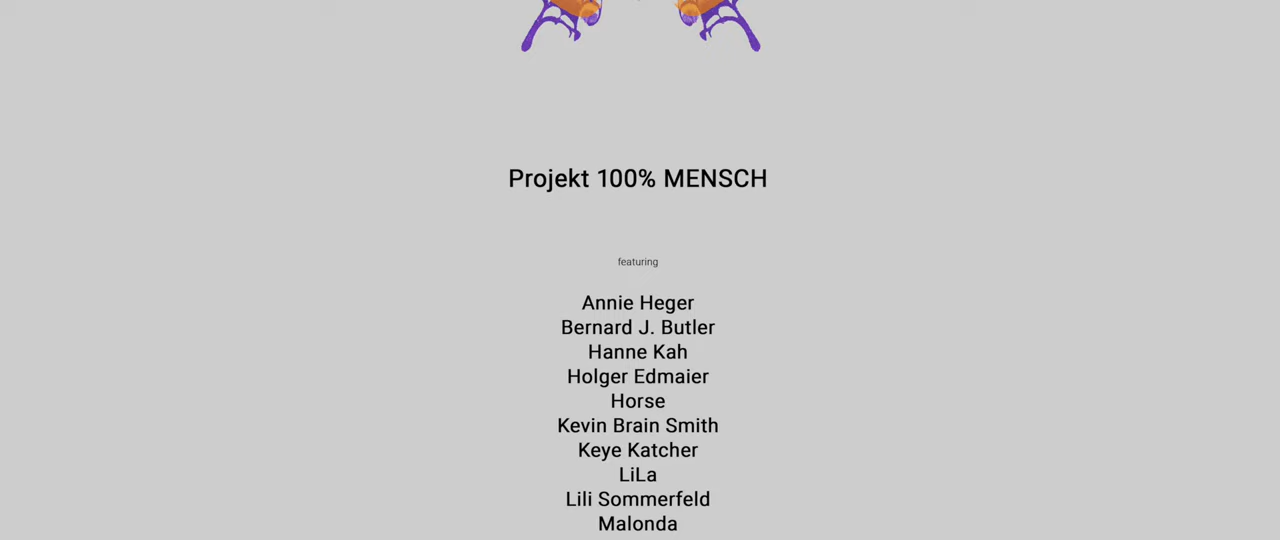 Projekt 100% MENSCH
featuring
Annie Heger
Bernard J. Butler
Hanne Kah
Holger Edmaier
Horse
Kevin Brain Smith
Keye Katcher
LiLa
Lili Sommerfeld
Malonda